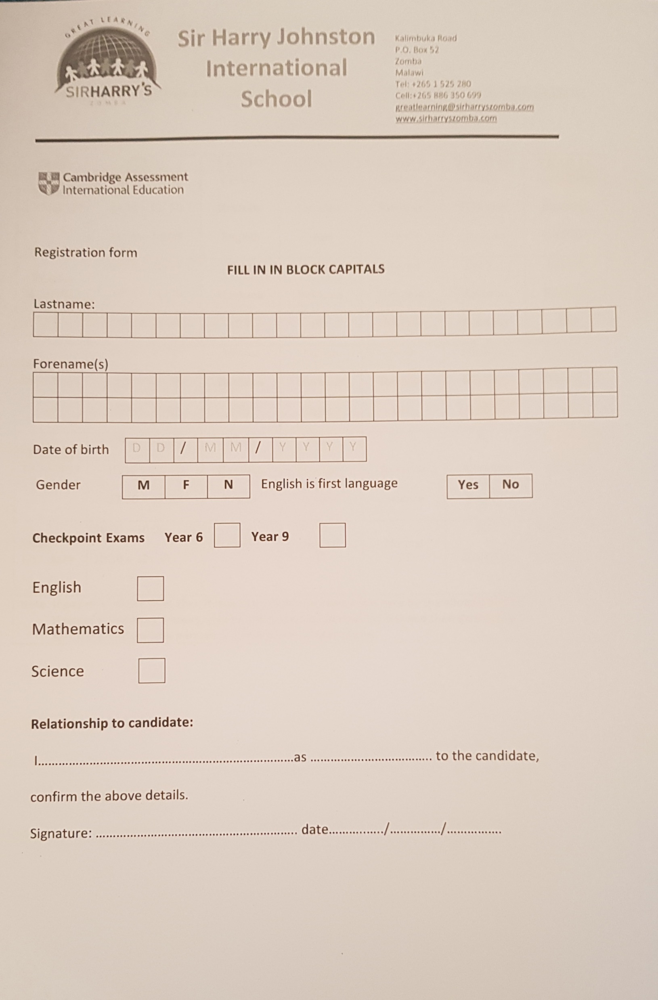 GREAT LEARNING
SIRHARRY'S
ZOMBA
Sir Harry Johnston
International
School
Kalimbuka Road
P.O. Box 52
Zomba
Malawi
Tel: +265 1 525 280
Cell:+265 886 350 699
greatlearning@sirharryszomba.com
www.sirharryszomba.com
Cambridge Assessment
International Education
Registration form
FILL IN IN BLOCK CAPITALS
Lastname:
Forename(s)
Date of birth D D / M M / Y Y Y Y
Gender M F N English is first language Yes No
Checkpoint Exams Year 6 Year 9
English
Mathematics
Science
Relationship to candidate:
I..........................................................................as ................................... to the candidate,
confirm the above details.
Signature: .......................................................... date................/.............../................